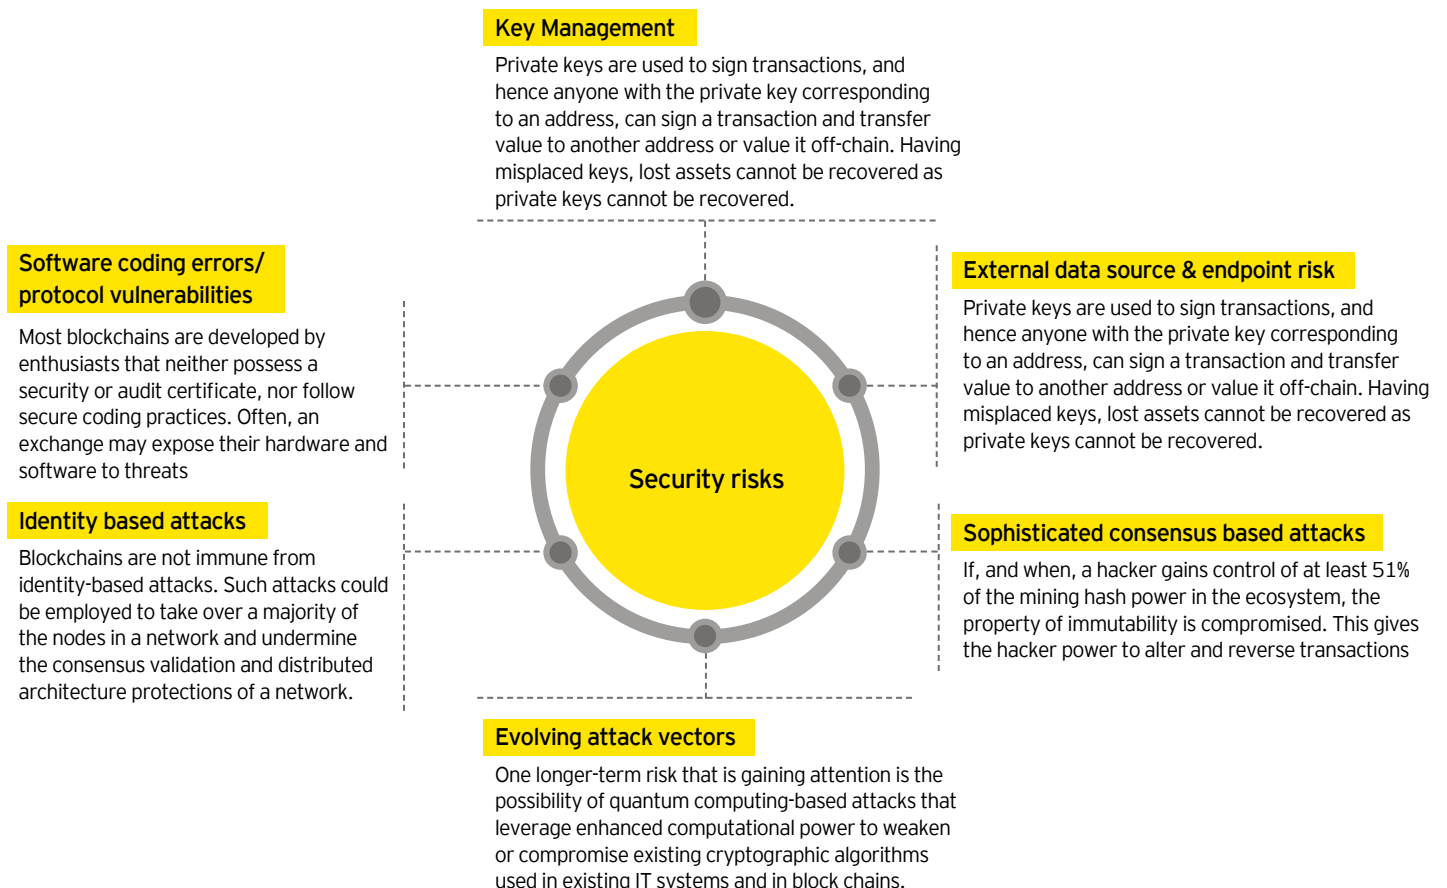 Key Management
Private keys are used to sign transactions, and
hence anyone with the private key corresponding
to an address, can sign a transaction and transfer
value to another address or value it off-chain. Having
misplaced keys, lost assets cannot be recovered as
private keys cannot be recovered.
Software coding errors/
protocol vulnerabilities
Most blockchains are developed by
enthusiasts that neither possess a
security or audit certificate, nor follow
secure coding practices. Often, an
exchange may expose their hardware and
software to threats
External data source & endpoint risk
Private keys are used to sign transactions, and
hence anyone with the private key corresponding
to an address, can sign a transaction and transfer
value to another address or value it off-chain. Having
misplaced keys, lost assets cannot be recovered as
private keys cannot be recovered.
Security risks
Identity based attacks
Blockchains are not immune from
identity-based attacks. Such attacks could
be employed to take over a majority of
the nodes in a network and undermine
the consensus validation and distributed
architecture protections of a network.
Sophisticated consensus based attacks
If, and when, a hacker gains control of at least 51%
of the mining hash power in the ecosystem, the
property of immutability is compromised. This gives
the hacker power to alter and reverse transactions
Evolving attack vectors
One longer-term risk that is gaining attention is the
possibility of quantum computing-based attacks that
leverage enhanced computational power to weaken
or compromise existing cryptographic algorithms
used in existing IT systems and in block chains.